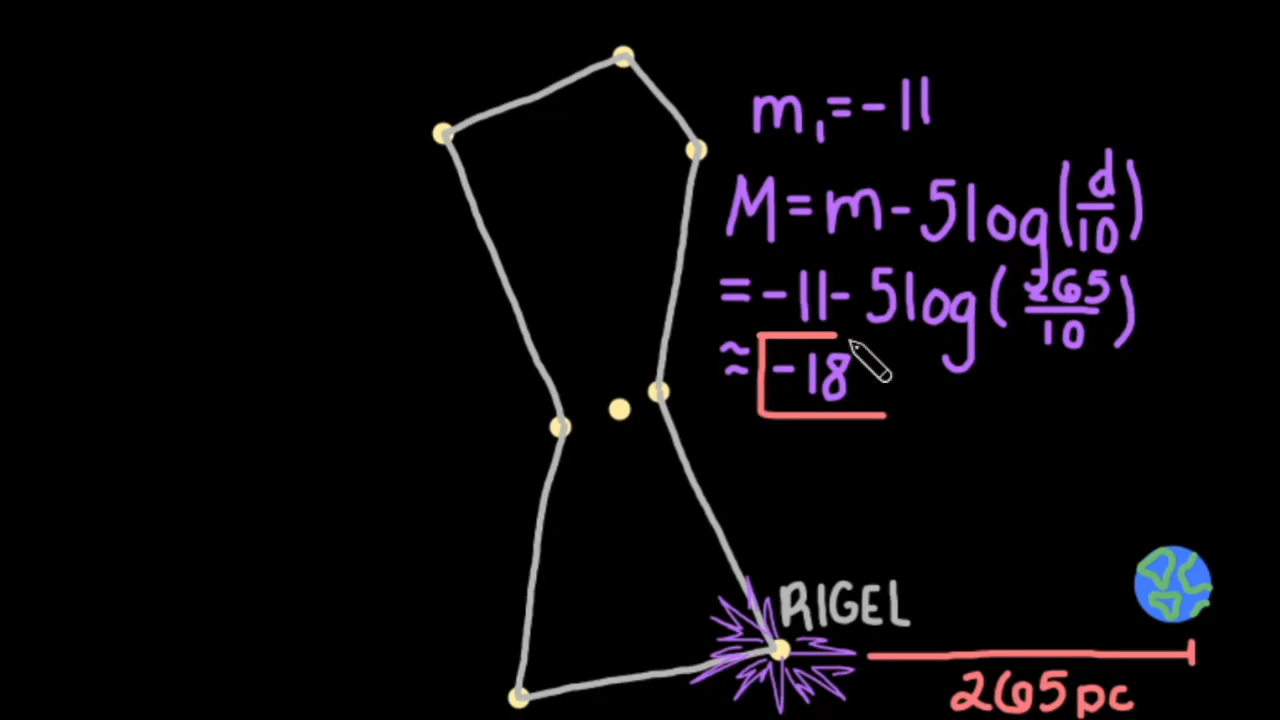 m₁ = -11
M = m - 5log(d/10)
= -11 - 5log(265/10)
≈ -18
RIGEL
265pc